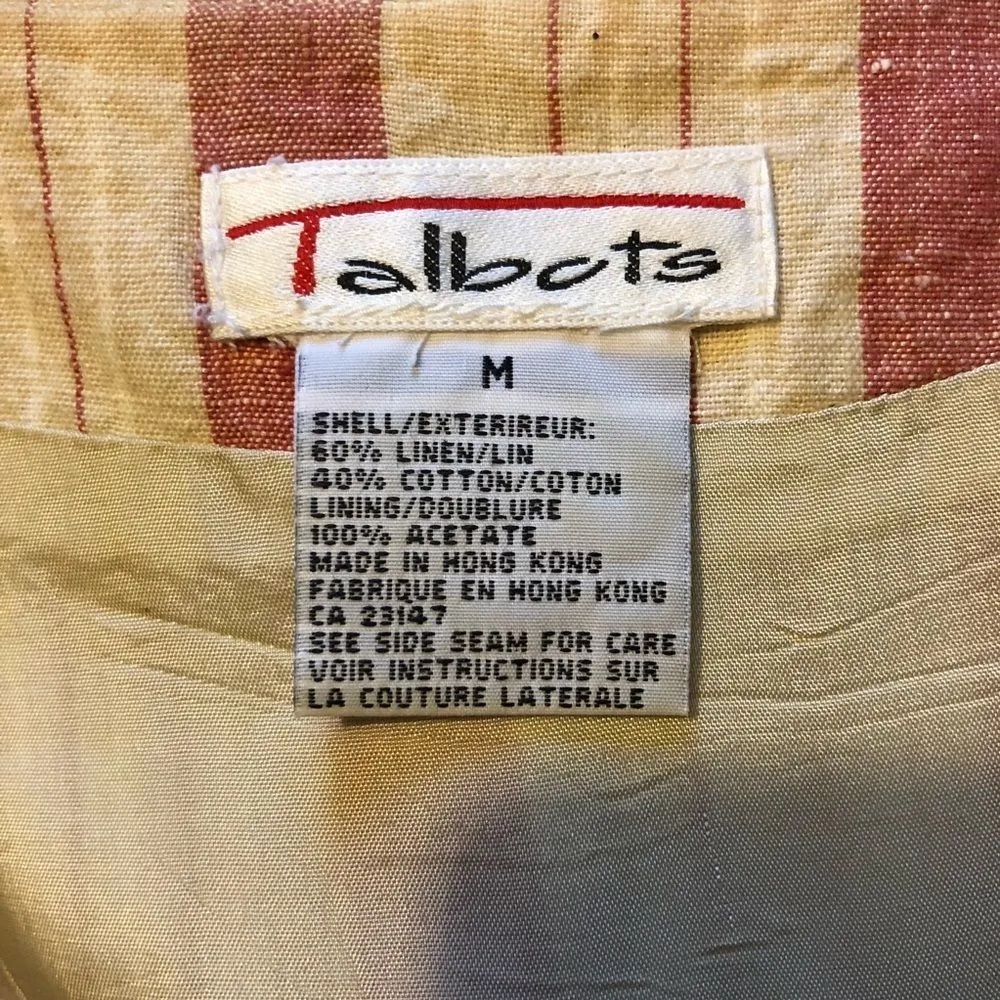 Talbots
M
SHELL/EXTERIREUR:
60% LINEN/LIN
40% COTTON/COTON
LINING/DOUBLURE
100% ACETATE
MADE IN HONG KONG
FABRIQUE EN HONG KONG
CA 23147
SEE SIDE SEAM FOR CARE
VOIR INSTRUCTIONS SUR
LA COUTURE LATERALE